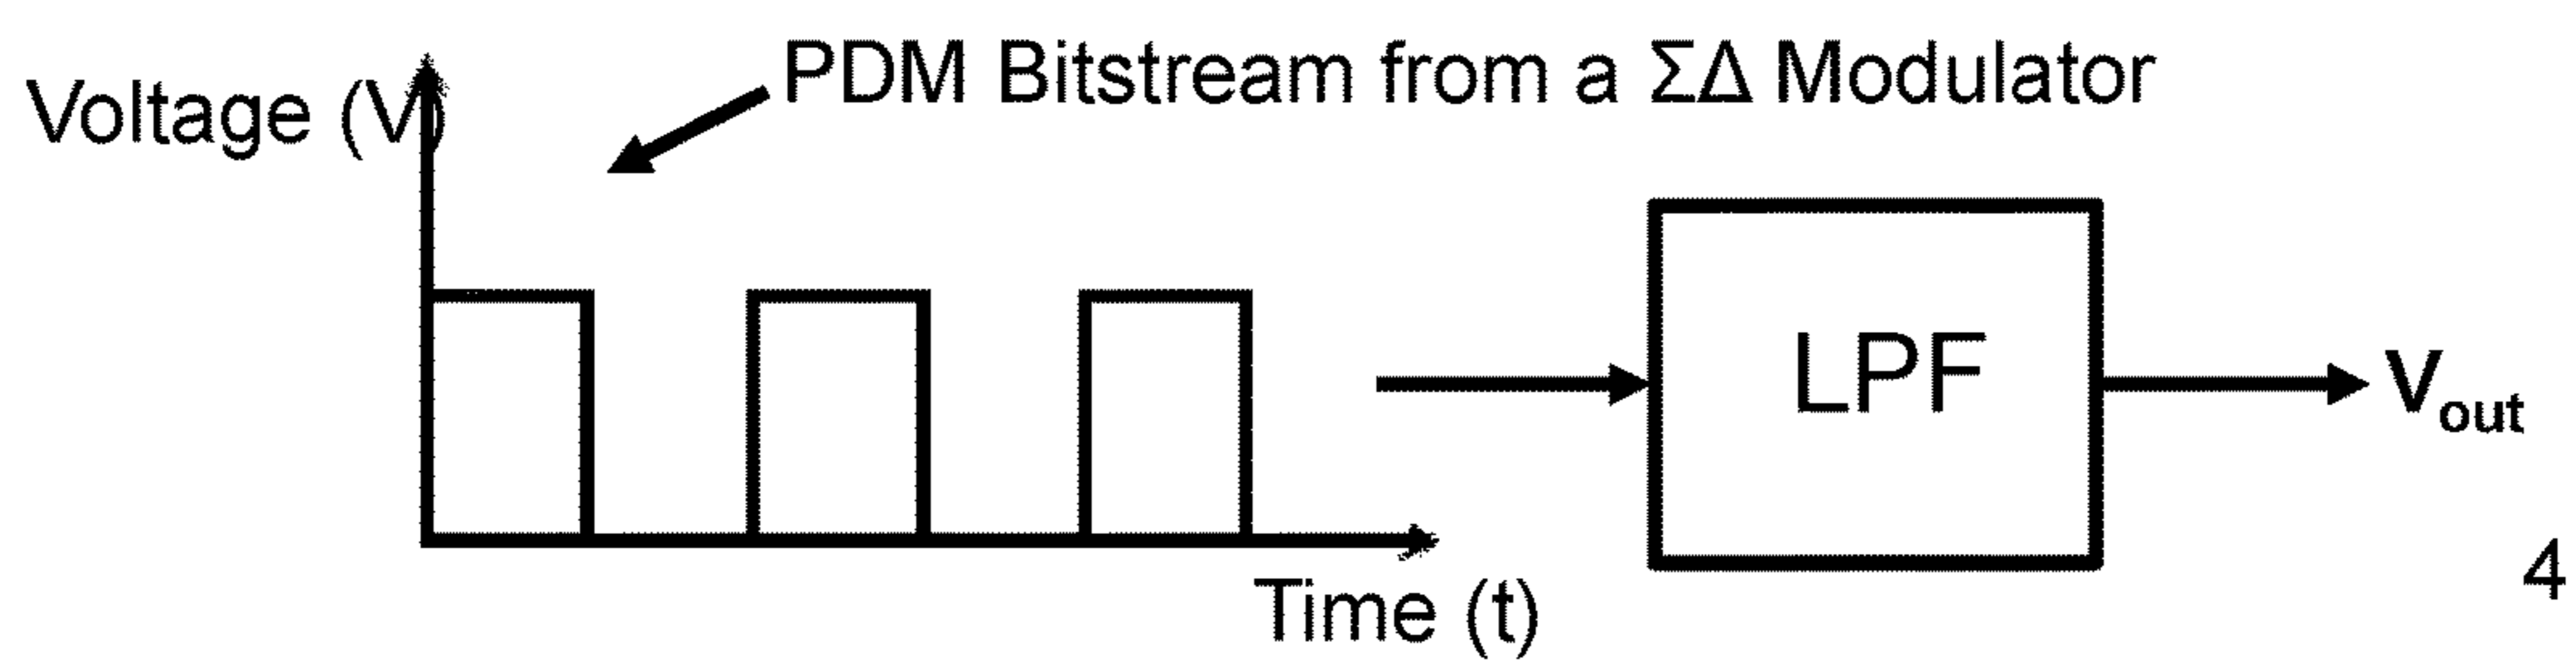 PDM Bitstream from a ΣΔ Modulator
Voltage (V)
LPF
Vout
Time (t)
4